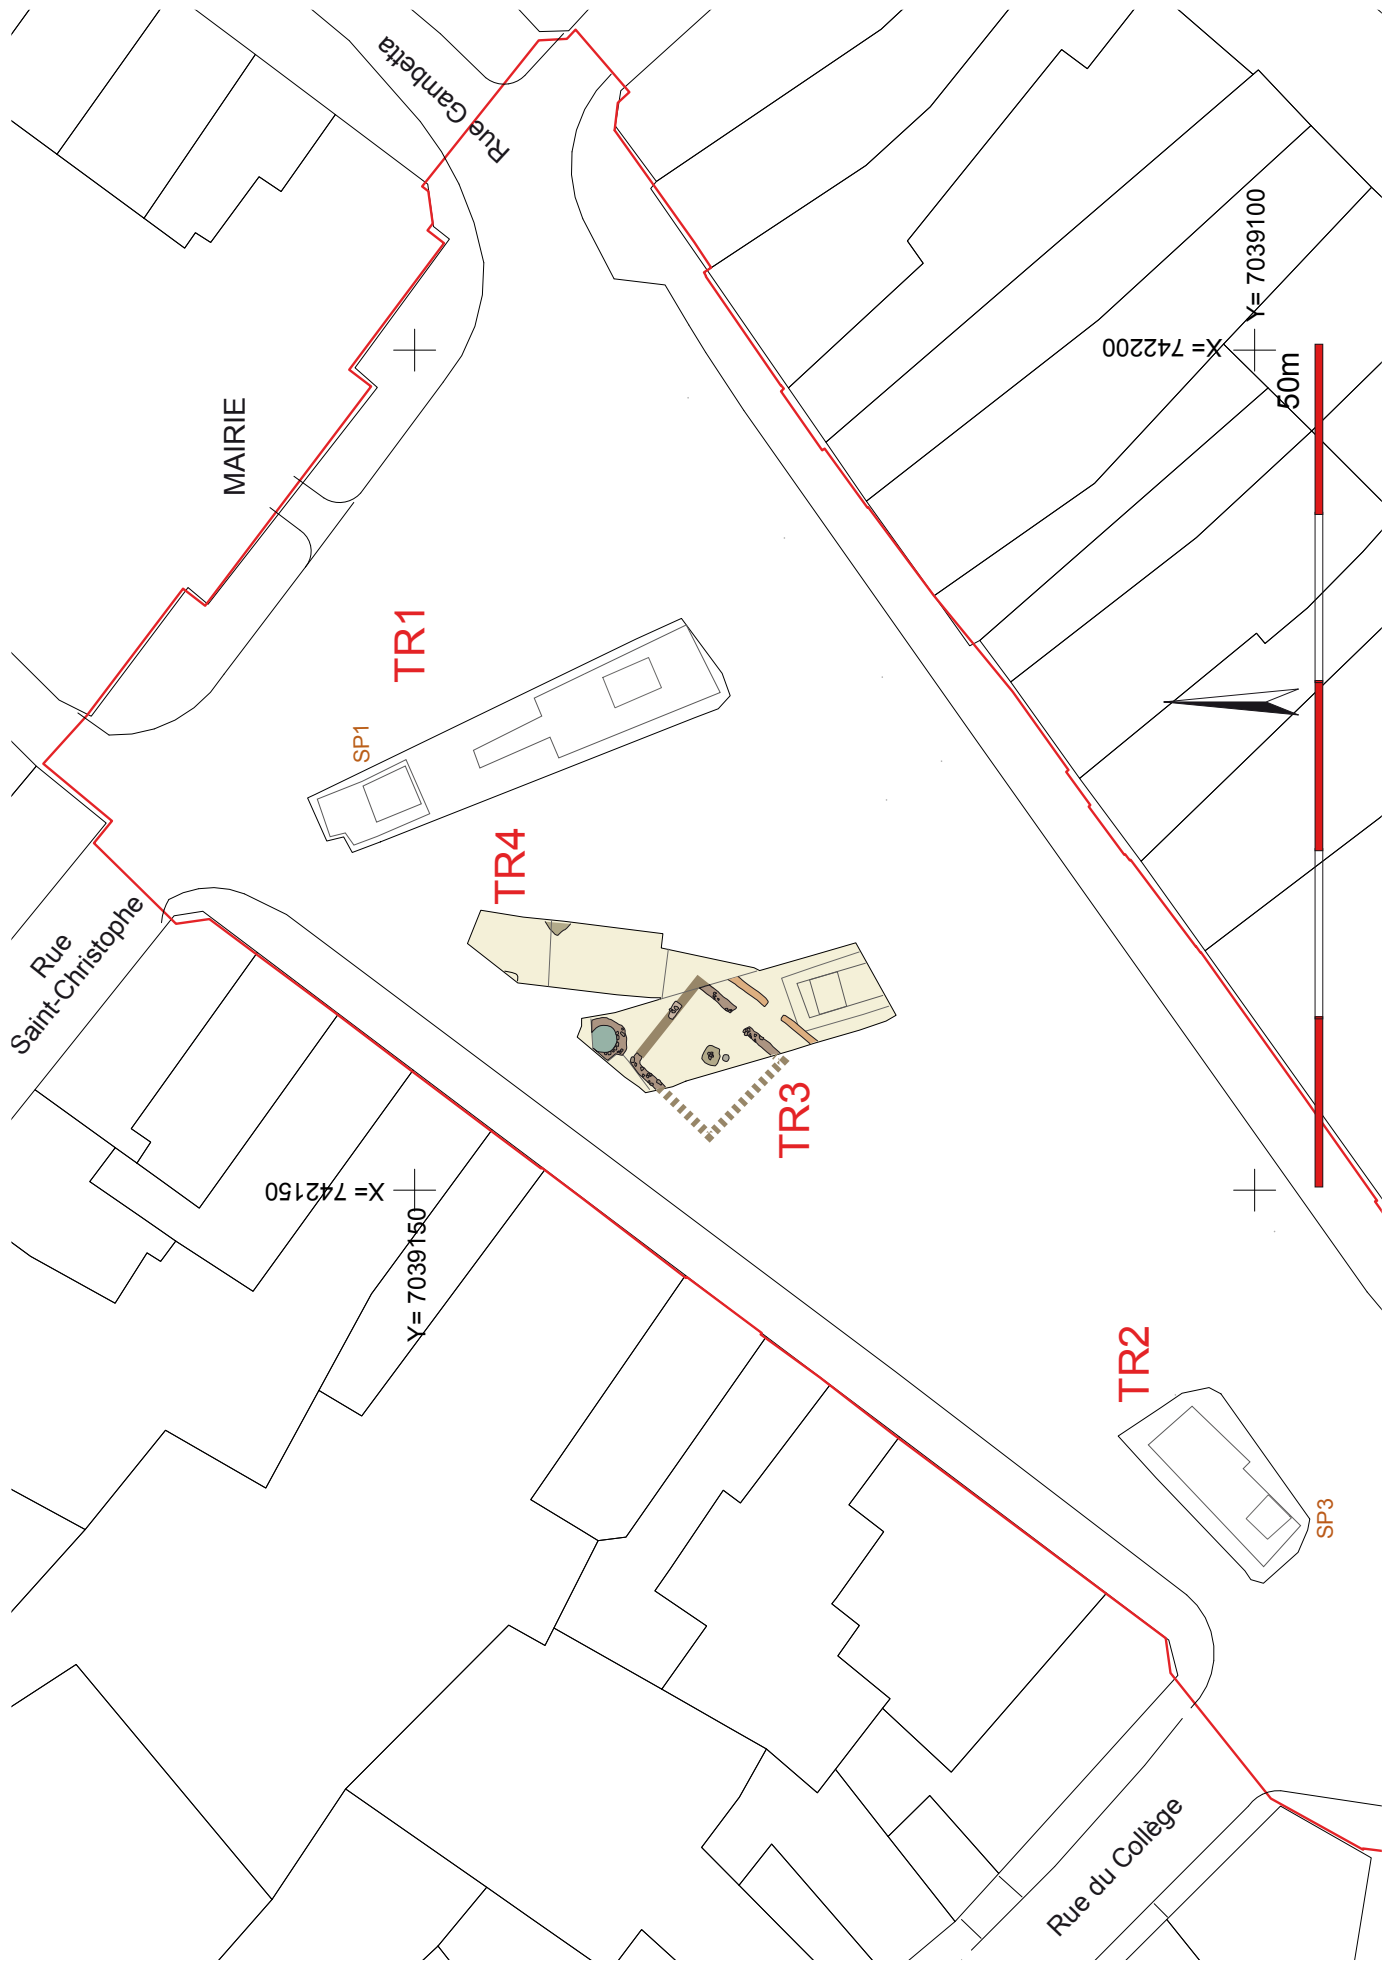 Rue Gambetta
MAIRIE
X= 742200
Y= 7039100
50m
TR1
SP1
TR4
Rue
Saint-Christophe
TR3
X= 742150
Y= 7039150
TR2
SP3
Rue du Collège